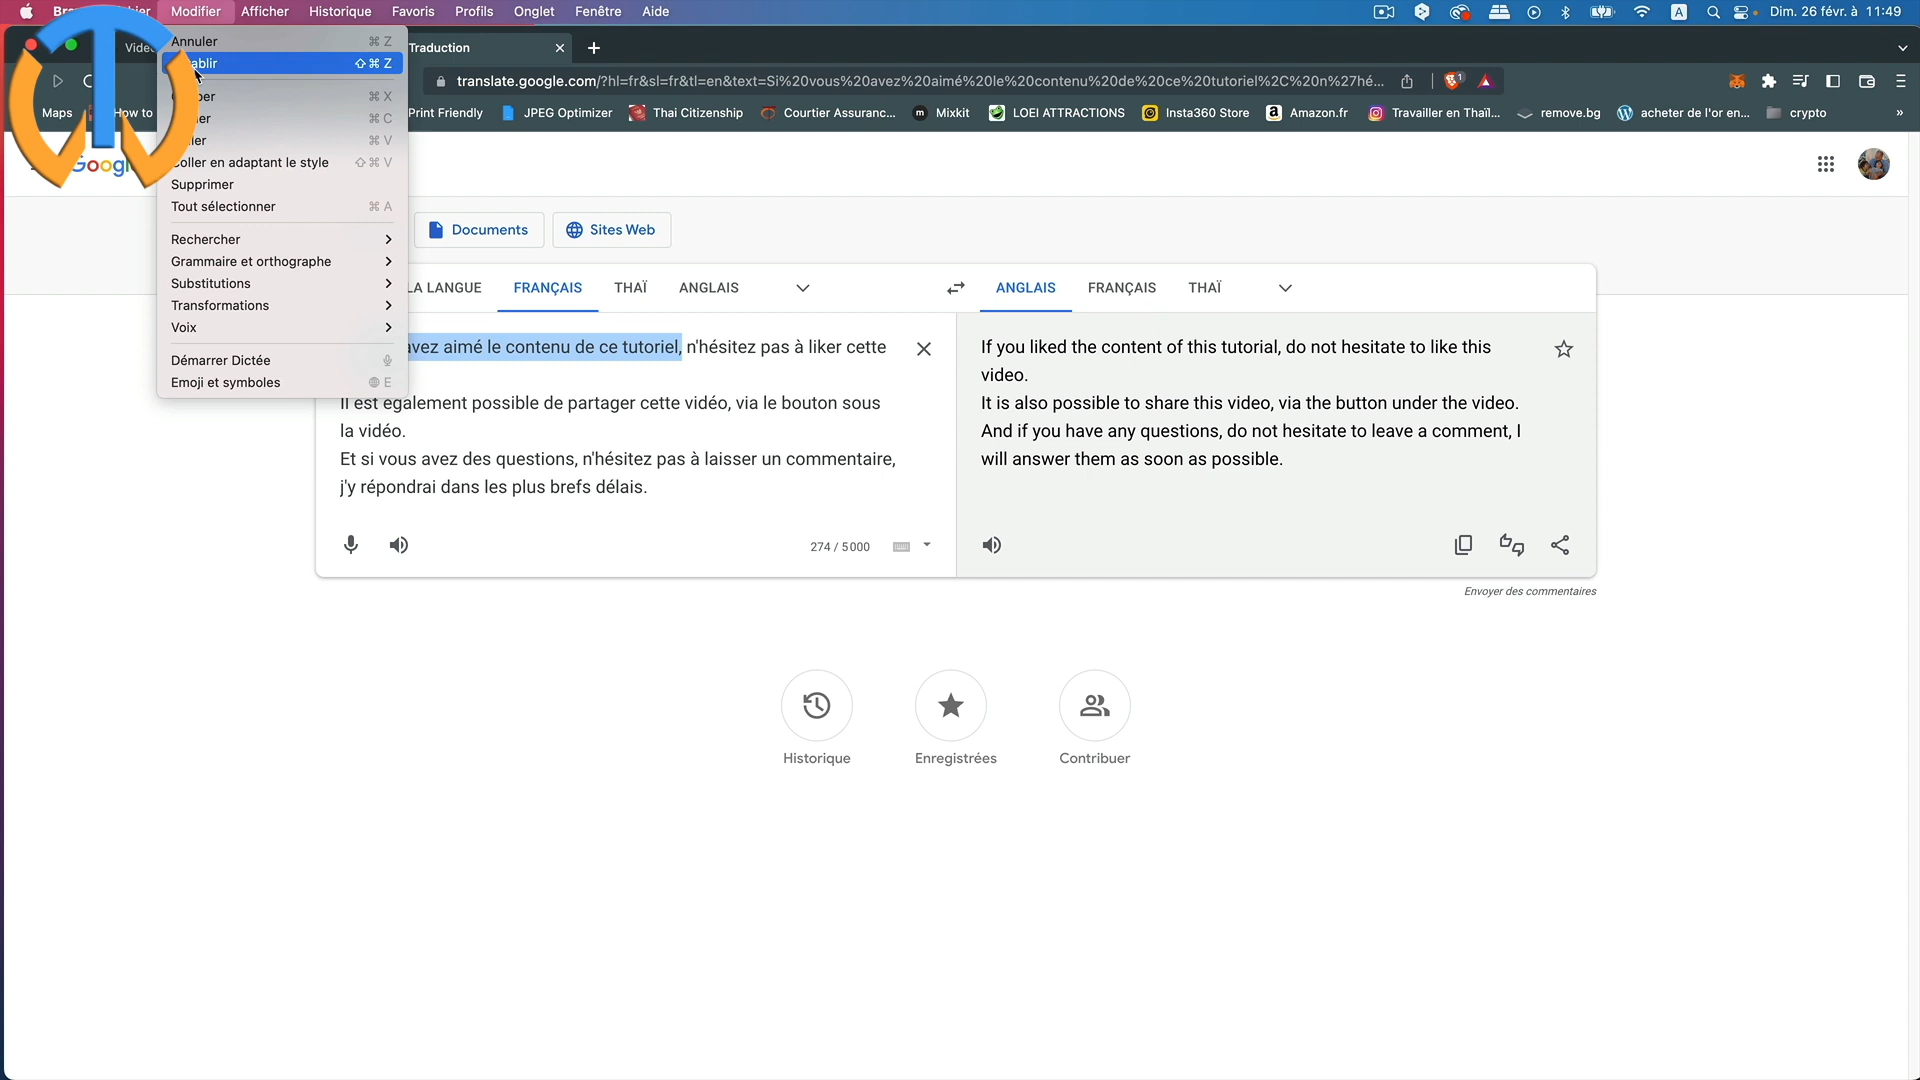 Modifier Afficher Historique Favoris Profils Onglet Fenêtre Aide
A
Dim. 26 févr. à 11:49
Annuler ⌘ Z
⇧ ⌘ Z
⌘ X
⌘ C
⌘ V
Coller en adaptant le style ⇧ ⌘ V
Supprimer
Tout sélectionner ⌘ A
Rechercher
Grammaire et orthographe
Substitutions
Transformations
Voix
Démarrer Dictée
Emoji et symboles E
Traduction
translate.google.com/?hl=fr&sl=fr&tl=en&text=Si%20vous%20avez%20aimé%20le%20contenu%20de%20ce%20tutoriel%2C%20n%27hé...
1
Maps How to Print Friendly JPEG Optimizer Thai Citizenship Courtier Assuranc... Mixkit LOEI ATTRACTIONS Insta360 Store Amazon.fr Travailler en Thaïl... remove.bg acheter de l'or en... crypto »
Documents
Sites Web
LA LANGUE FRANÇAIS THAÏ ANGLAIS
ANGLAIS FRANÇAIS THAÏ
avez aimé le contenu de ce tutoriel, n'hésitez pas à liker cette
Il est également possible de partager cette vidéo, via le bouton sous
la vidéo.
Et si vous avez des questions, n'hésitez pas à laisser un commentaire,
j'y répondrai dans les plus brefs délais.
274 / 5000
If you liked the content of this tutorial, do not hesitate to like this
video.
It is also possible to share this video, via the button under the video.
And if you have any questions, do not hesitate to leave a comment, I
will answer them as soon as possible.
Envoyer des commentaires
Historique
Enregistrées
Contribuer